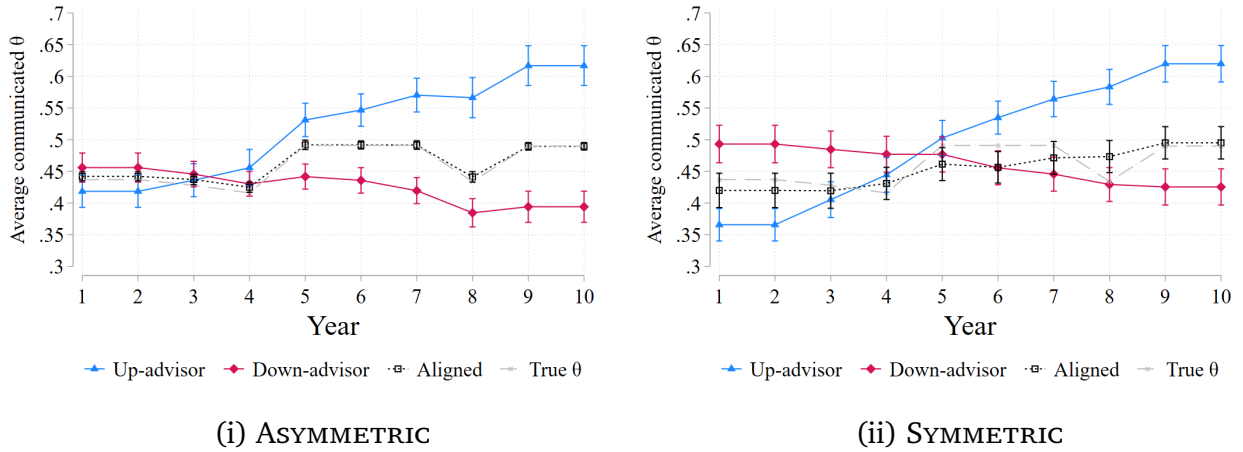 Average communicated θ
.7
.65
.6
.55
.5
.45
.4
.35
.3
1 2 3 4 5 6 7 8 9 10
Year
Up-advisor Down-advisor Aligned True θ
(i) ASYMMETRIC
Average communicated θ
.7
.65
.6
.55
.5
.45
.4
.35
.3
1 2 3 4 5 6 7 8 9 10
Year
Up-advisor Down-advisor Aligned True θ
(ii) SYMMETRIC